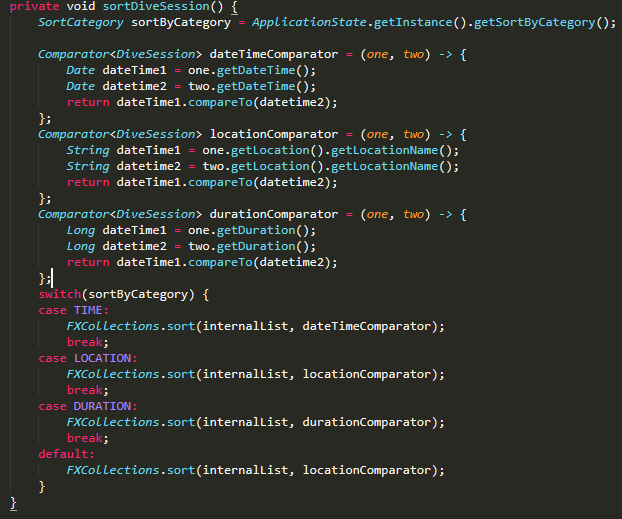 private void sortDiveSession() {
    SortCategory sortByCategory = ApplicationState.getInstance().getSortByCategory();
    Comparator<DiveSession> dateTimeComparator = (one, two) -> {
        Date dateTime1 = one.getDateTime();
        Date datetime2 = two.getDateTime();
        return dateTime1.compareTo(datetime2);
    };
    Comparator<DiveSession> locationComparator = (one, two) -> {
        String dateTime1 = one.getLocation().getLocationName();
        String datetime2 = two.getLocation().getLocationName();
        return dateTime1.compareTo(datetime2);
    };
    Comparator<DiveSession> durationComparator = (one, two) -> {
        Long dateTime1 = one.getDuration();
        Long datetime2 = two.getDuration();
        return dateTime1.compareTo(datetime2);
    };
    switch(sortByCategory) {
    case TIME:
        FXCollections.sort(internalList, dateTimeComparator);
        break;
    case LOCATION:
        FXCollections.sort(internalList, locationComparator);
        break;
    case DURATION:
        FXCollections.sort(internalList, durationComparator);
        break;
    default:
        FXCollections.sort(internalList, locationComparator);
    }
}